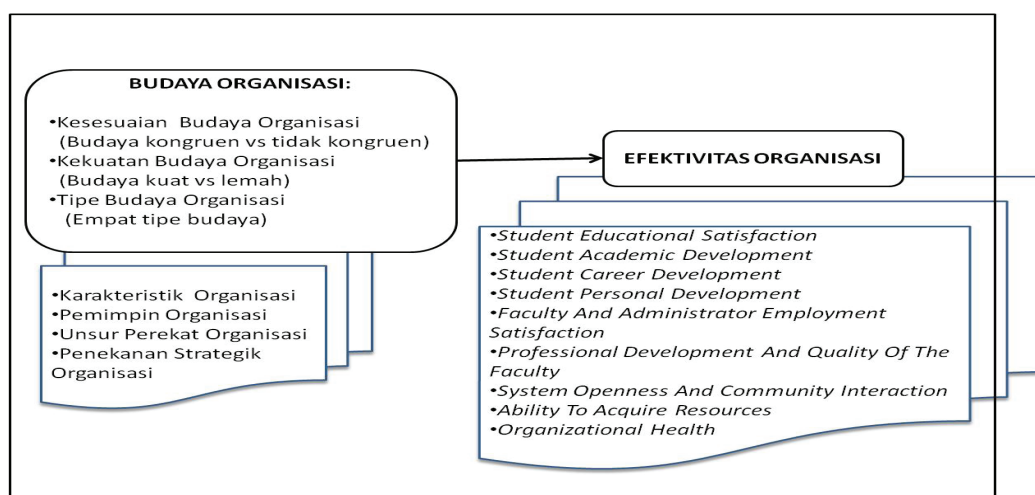 BUDAYA ORGANISASI:
•Kesesuaian Budaya Organisasi
(Budaya kongruen vs tidak kongruen)
•Kekuatan Budaya Organisasi
(Budaya kuat vs lemah)
•Tipe Budaya Organisasi
(Empat tipe budaya)
•Karakteristik Organisasi
•Pemimpin Organisasi
•Unsur Perekat Organisasi
•Penekanan Strategik
Organisasi
EFEKTIVITAS ORGANISASI
•Student Educational Satisfaction
•Student Academic Development
•Student Career Development
•Student Personal Development
•Faculty And Administrator Employment
Satisfaction
•Professional Development And Quality Of The
Faculty
•System Openness And Community Interaction
•Ability To Acquire Resources
•Organizational Health